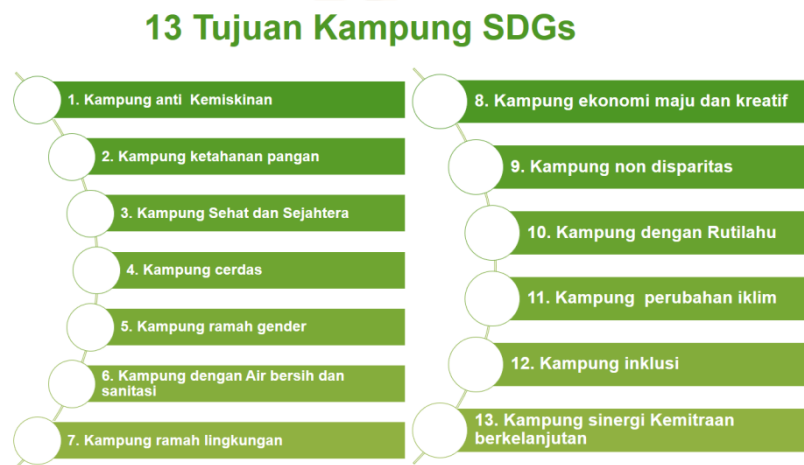 13 Tujuan Kampung SDGs
1. Kampung anti Kemiskinan
2. Kampung ketahanan pangan
3. Kampung Sehat dan Sejahtera
4. Kampung cerdas
5. Kampung ramah gender
6. Kampung dengan Air bersih dan
sanitasi
7. Kampung ramah lingkungan
8. Kampung ekonomi maju dan kreatif
9. Kampung non disparitas
10. Kampung dengan Rutilahu
11. Kampung perubahan iklim
12. Kampung inklusi
13. Kampung sinergi Kemitraan
berkelanjutan